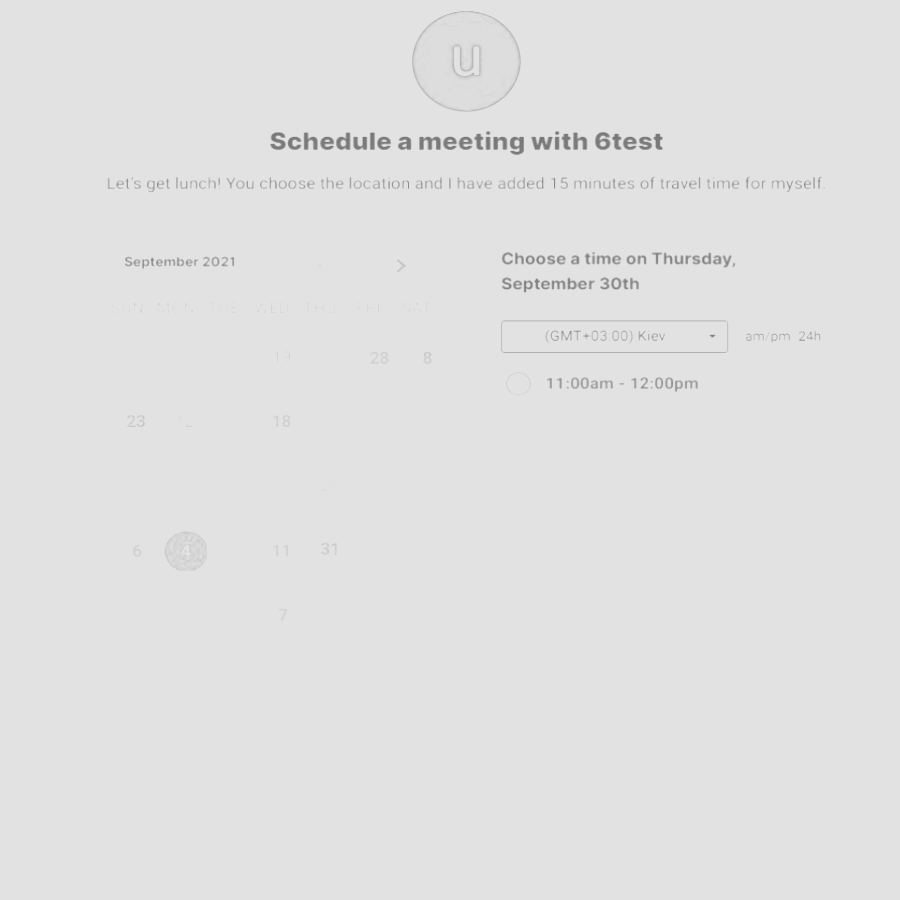 u
Schedule a meeting with 6test
Let's get lunch! You choose the location and I have added 15 minutes of travel time for myself.
September 2021
SUN MON TUE WED THU FRI SAT
28 8
23 18
6 4 11 31
7
Choose a time on Thursday,
September 30th
(GMT+03:00) Kiev am/pm 24h
11:00am - 12:00pm